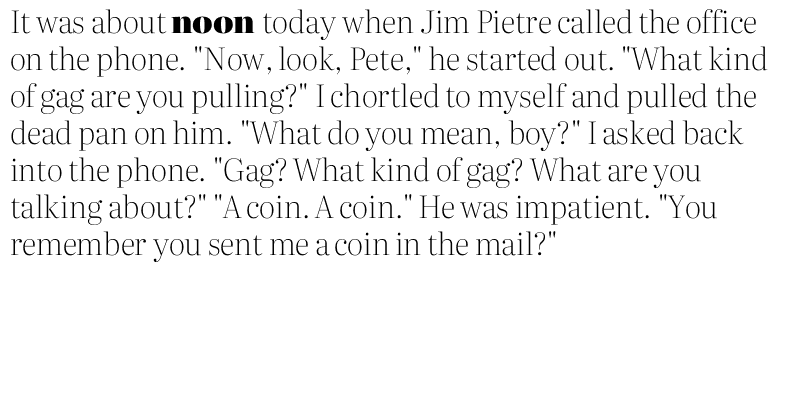 It was about noon today when Jim Pietre called the office
on the phone. "Now, look, Pete," he started out. "What kind
of gag are you pulling?" I chortled to myself and pulled the
dead pan on him. "What do you mean, boy?" I asked back
into the phone. "Gag? What kind of gag? What are you
talking about?" "A coin. A coin." He was impatient. "You
remember you sent me a coin in the mail?"